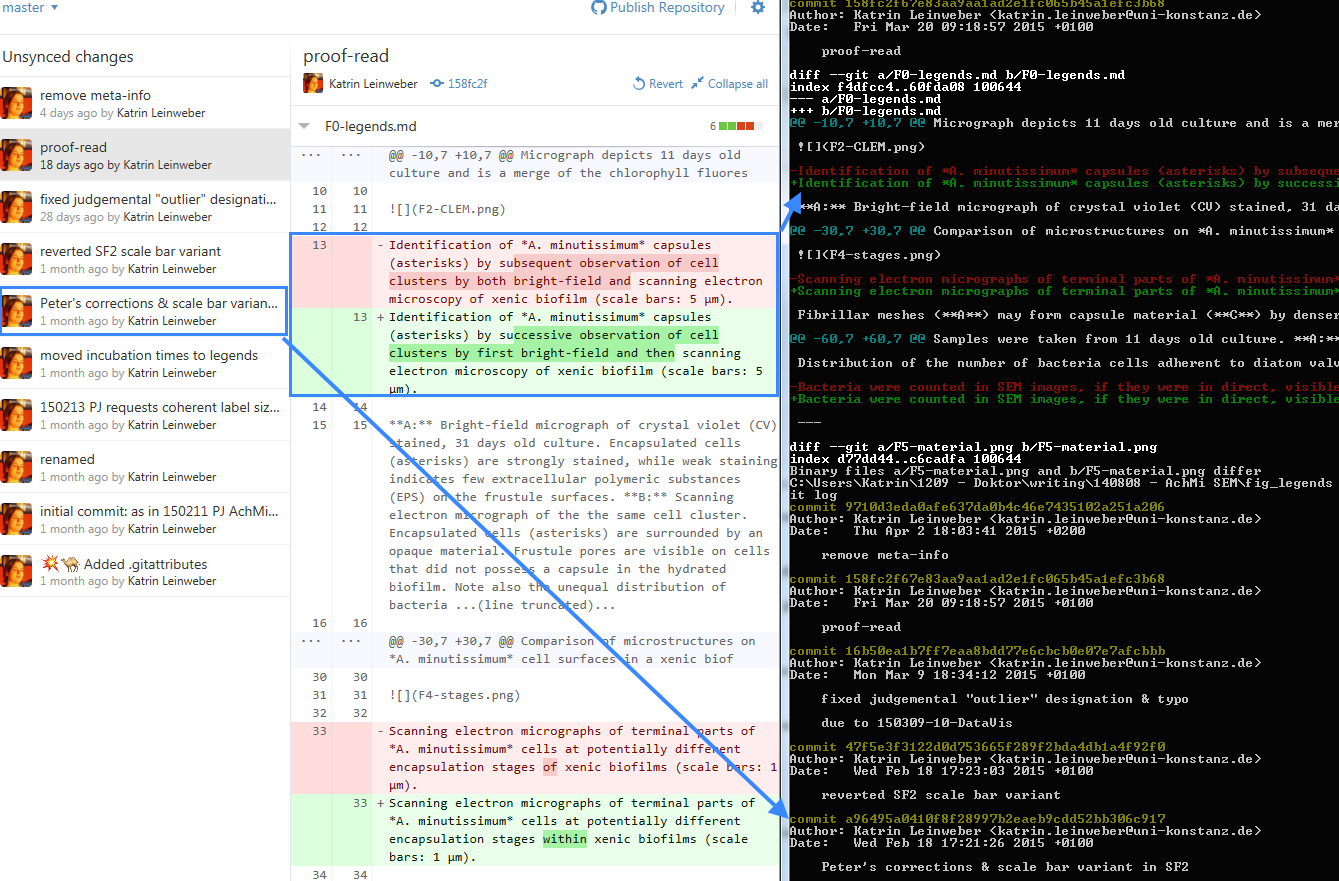 master
Publish Repository
Unsynced changes
remove meta-info
4 days ago by Katrin Leinweber
proof-read
18 days ago by Katrin Leinweber
fixed judgemental "outlier" designati...
28 days ago by Katrin Leinweber
reverted SF2 scale bar variant
1 month ago by Katrin Leinweber
Peter's corrections & scale bar varian...
1 month ago by Katrin Leinweber
moved incubation times to legends
1 month ago by Katrin Leinweber
150213 PJ requests coherent label siz...
1 month ago by Katrin Leinweber
renamed
1 month ago by Katrin Leinweber
initial commit: as in 150211 PJ AchMi...
1 month ago by Katrin Leinweber
Added .gitattributes
1 month ago by Katrin Leinweber
proof-read
Katrin Leinweber 158fc2f Revert Collapse all
F0-legends.md 6
... ... @@ -10,7 +10,7 @@ Micrograph depicts 11 days old
culture and is a merge of the chlorophyll fluores
10 10
11 11 ![](F2-CLEM.png)
12 12
13 - Identification of *A. minutissimum* capsules
(asterisks) by subsequent observation of cell
clusters by both bright-field and scanning electron
microscopy of xenic biofilm (scale bars: 5 µm).
13 + Identification of *A. minutissimum* capsules
(asterisks) by successive observation of cell
clusters by first bright-field and then scanning
electron microscopy of xenic biofilm (scale bars: 5
µm).
14 14
15 15 **A:** Bright-field micrograph of crystal violet (CV)
stained, 31 days old culture. Encapsulated cells
(asterisks) are strongly stained, while weak staining
indicates few extracellular polymeric substances
(EPS) on the frustule surfaces. **B:** Scanning
electron micrograph of the the same cell cluster.
Encapsulated cells (asterisks) are surrounded by an
opaque material. Frustule pores are visible on cells
that did not possess a capsule in the hydrated
biofilm. Note also the unequal distribution of
bacteria ...(line truncated)...
16 16
... ... @@ -30,7 +30,7 @@ Comparison of microstructures on
*A. minutissimum* cell surfaces in a xenic biof
30 30
31 31 ![](F4-stages.png)
32 32
33 - Scanning electron micrographs of terminal parts of
*A. minutissimum* cells at potentially different
encapsulation stages of xenic biofilms (scale bars: 1
µm).
33 + Scanning electron micrographs of terminal parts of
*A. minutissimum* cells at potentially different
encapsulation stages within xenic biofilms (scale
bars: 1 µm).
34 34
commit 158fc2f67e83aa9aa1ad2e1fc065b45a1efc3b68
Author: Katrin Leinweber <katrin.leinweber@uni-konstanz.de>
Date: Fri Mar 20 09:18:57 2015 +0100
proof-read
diff --git a/F0-legends.md b/F0-legends.md
index f4dfcc4..60fda08 100644
--- a/F0-legends.md
+++ b/F0-legends.md
@@ -10,7 +10,7 @@ Micrograph depicts 11 days old culture and is a mer
![](F2-CLEM.png)
-Identification of *A. minutissimum* capsules (asterisks) by subseque
+Identification of *A. minutissimum* capsules (asterisks) by successi
**A:** Bright-field micrograph of crystal violet (CV) stained, 31 da
@@ -30,7 +30,7 @@ Comparison of microstructures on *A. minutissimum*
![](F4-stages.png)
-Scanning electron micrographs of terminal parts of *A. minutissimum*
+Scanning electron micrographs of terminal parts of *A. minutissimum*
Fibrillar meshes (**A**) may form capsule material (**C**) by denser
@@ -60,7 +60,7 @@ Samples were taken from 11 days old culture. **A:**
Distribution of the number of bacteria cells adherent to diatom valv
-Bacteria were counted in SEM images, if they were in direct, visible
+Bacteria were counted in SEM images, if they were in direct, visible
---
diff --git a/F5-material.png b/F5-material.png
index d77dd44..c6cadfa 100644
Binary files a/F5-material.png and b/F5-material.png differ
C:\Users\Katrin\1209 - Doktor\writing\140808 - AchMi SEM\fig_legends
it log
commit 9710d3eda0afe637da0b4c46e7435102a251a206
Author: Katrin Leinweber <katrin.leinweber@uni-konstanz.de>
Date: Thu Apr 2 18:03:41 2015 +0200
remove meta-info
commit 158fc2f67e83aa9aa1ad2e1fc065b45a1efc3b68
Author: Katrin Leinweber <katrin.leinweber@uni-konstanz.de>
Date: Fri Mar 20 09:18:57 2015 +0100
proof-read
commit 16b50ea1b7ff7eaa8bdd77e6cbcb0e07e7afcbbb
Author: Katrin Leinweber <katrin.leinweber@uni-konstanz.de>
Date: Mon Mar 9 18:34:12 2015 +0100
fixed judgemental "outlier" designation & typo
due to 150309-10-DataVis
commit 47f5e3f3122d0d753665f289f2bda4db1a4f92f0
Author: Katrin Leinweber <katrin.leinweber@uni-konstanz.de>
Date: Wed Feb 18 17:23:03 2015 +0100
reverted SF2 scale bar variant
commit a96495a0410f8f28997b2eaeb9cdd52bb306c917
Author: Katrin Leinweber <katrin.leinweber@uni-konstanz.de>
Date: Wed Feb 18 17:21:26 2015 +0100
Peter's corrections & scale bar variant in SF2